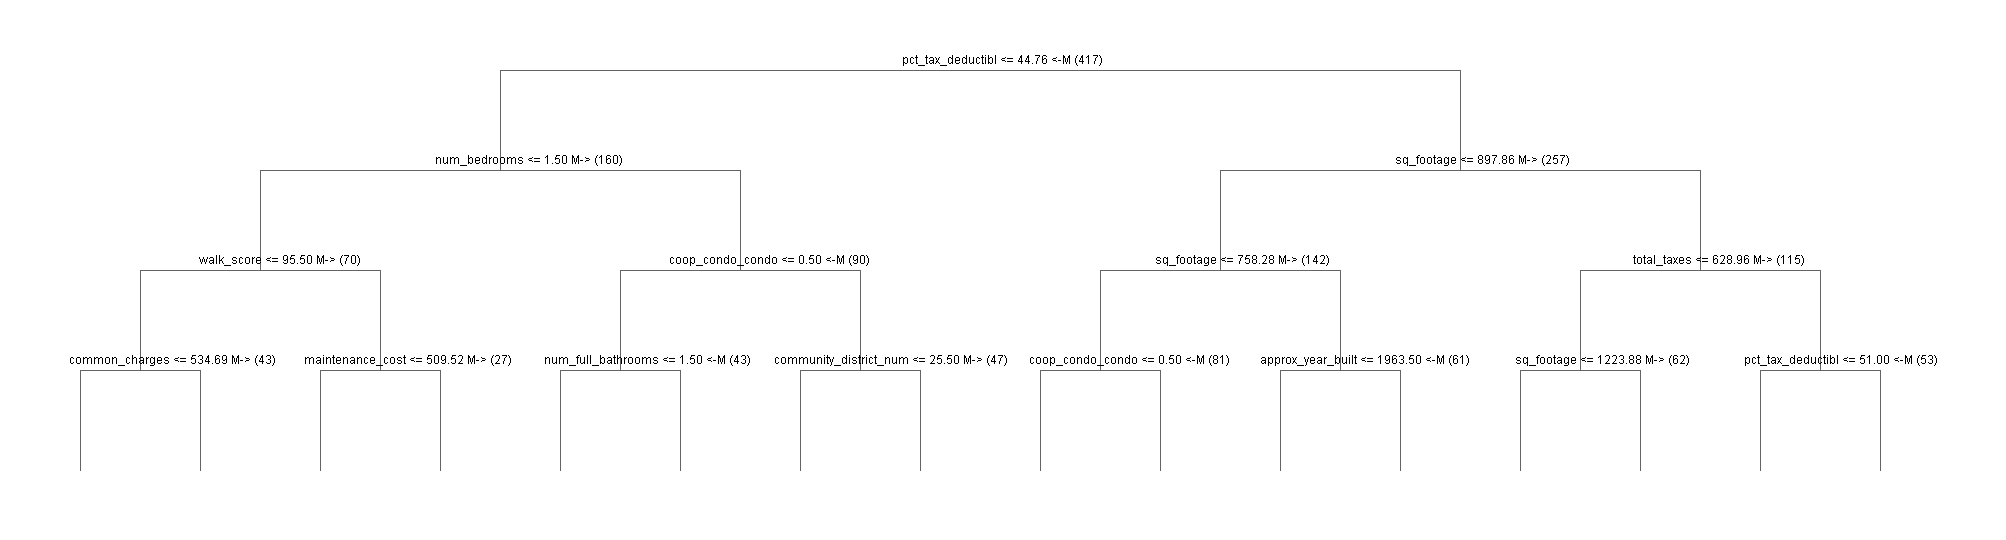 pct_tax_deductibl <= 44.76 <-M (417)
num_bedrooms <= 1.50 M-> (160)
sq_footage <= 897.86 M-> (257)
walk_score <= 95.50 M-> (70)
coop_condo_condo <= 0.50 <-M (90)
sq_footage <= 758.28 M-> (142)
total_taxes <= 628.96 M-> (115)
common_charges <= 534.69 M-> (43)
maintenance_cost <= 509.52 M-> (27)
num_full_bathrooms <= 1.50 <-M (43)
community_district_num <= 25.50 M-> (47)
coop_condo_condo <= 0.50 <-M (81)
approx_year_built <= 1963.50 <-M (61)
sq_footage <= 1223.88 M-> (62)
pct_tax_deductibl <= 51.00 <-M (53)